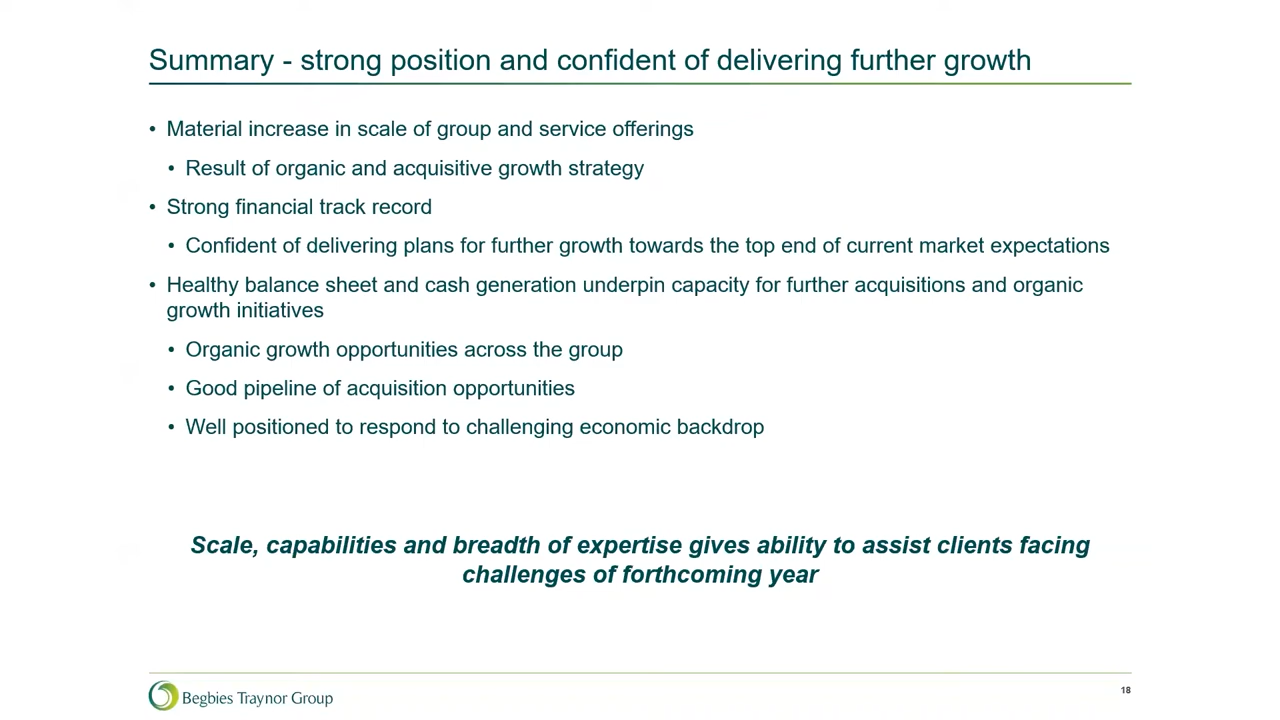 Summary - strong position and confident of delivering further growth
• Material increase in scale of group and service offerings
• Result of organic and acquisitive growth strategy
• Strong financial track record
• Confident of delivering plans for further growth towards the top end of current market expectations
• Healthy balance sheet and cash generation underpin capacity for further acquisitions and organic
growth initiatives
• Organic growth opportunities across the group
• Good pipeline of acquisition opportunities
• Well positioned to respond to challenging economic backdrop
Scale, capabilities and breadth of expertise gives ability to assist clients facing
challenges of forthcoming year
Begbies Traynor Group
18